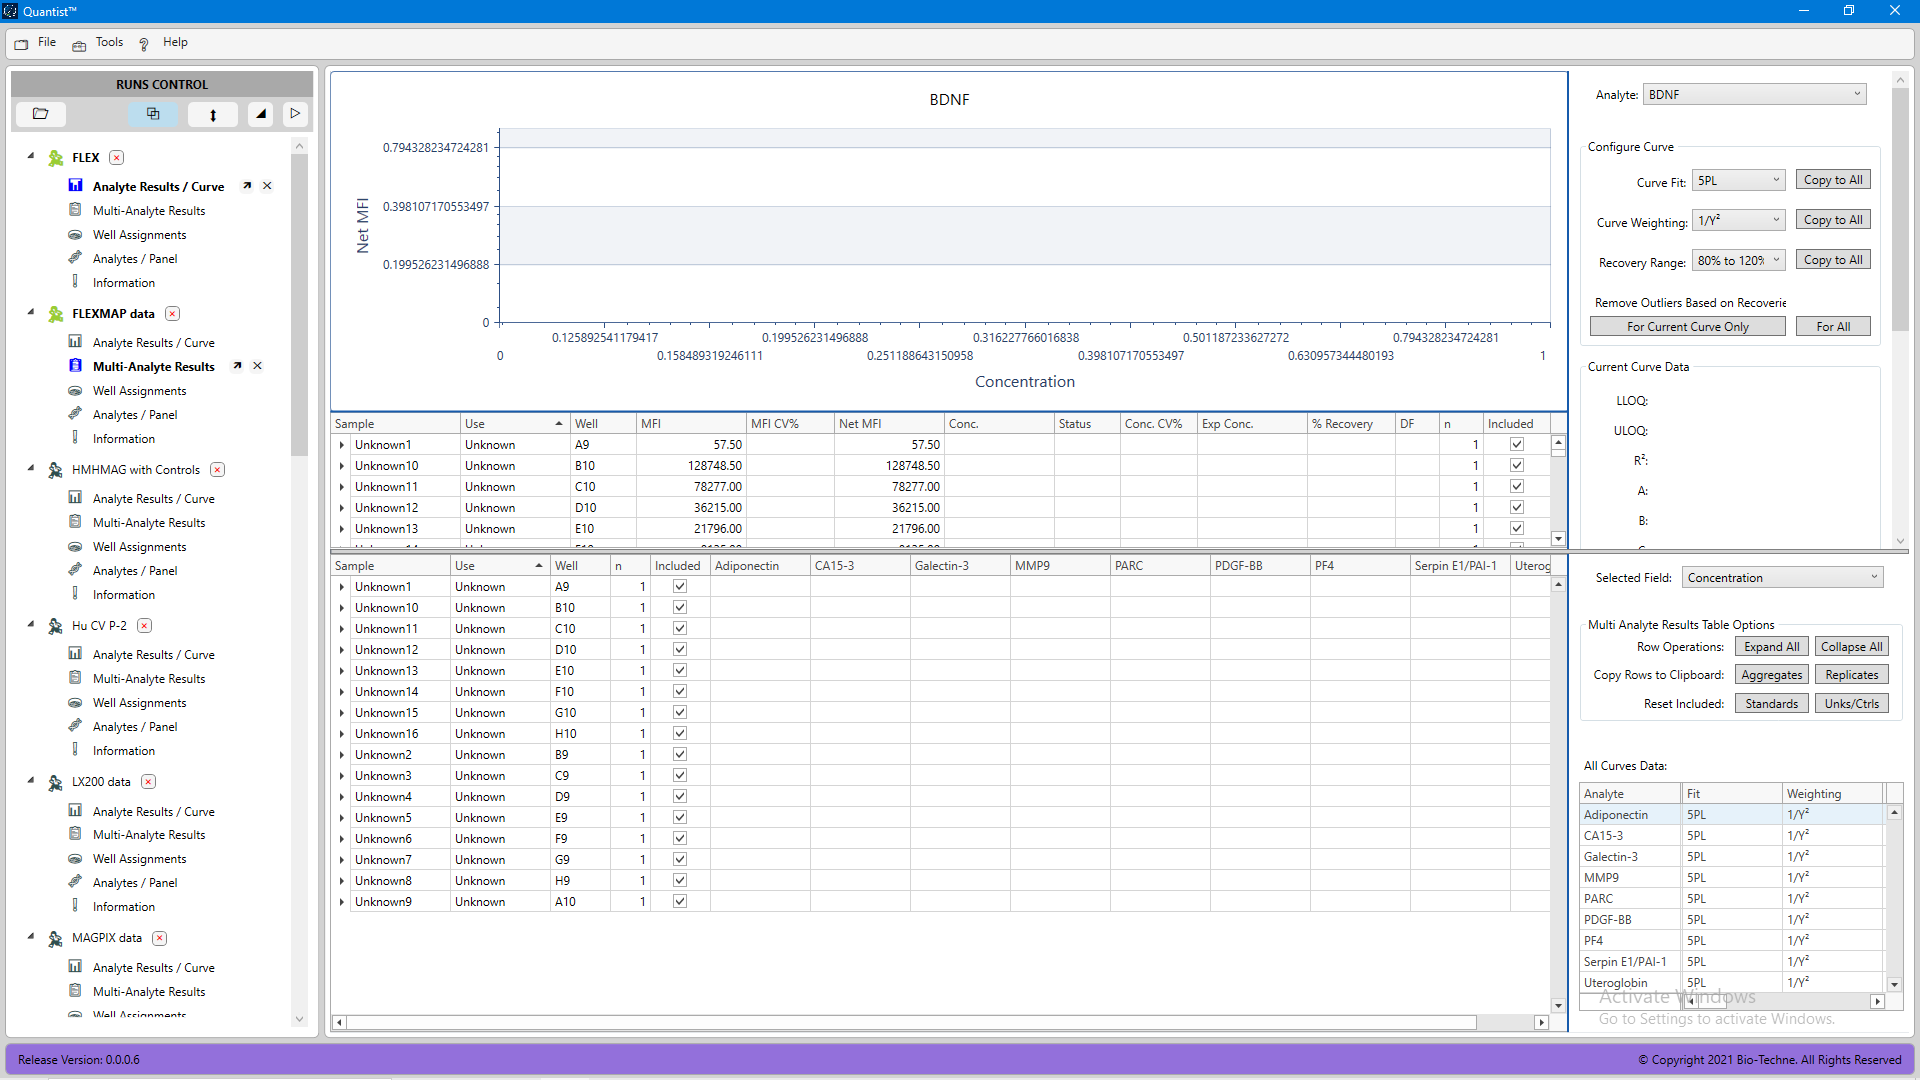 Quantist™
File Tools Help
RUNS CONTROL
FLEX
Analyte Results / Curve
Multi-Analyte Results
Well Assignments
Analytes / Panel
Information
FLEXMAP data
Analyte Results / Curve
Multi-Analyte Results
Well Assignments
Analytes / Panel
Information
HMHMAG with Controls
Analyte Results / Curve
Multi-Analyte Results
Well Assignments
Analytes / Panel
Information
Hu CV P-2
Analyte Results / Curve
Multi-Analyte Results
Well Assignments
Analytes / Panel
Information
LX200 data
Analyte Results / Curve
Multi-Analyte Results
Well Assignments
Analytes / Panel
Information
MAGPIX data
Analyte Results / Curve
Multi-Analyte Results
Well Assignments
BDNF
Net MFI
0.794328234724281
0.398107170553497
0.199526231496888
0
0.125892541179417 0.199526231496888 0.316227766016838 0.501187233627272 0.794328234724281
0 0.158489319246111 0.251188643150958 0.398107170553497 0.630957344480193 1
Concentration
Sample Use Well MFI MFI CV% Net MFI Conc. Status Conc. CV% Exp Conc. % Recovery DF n Included
Unknown1 Unknown A9 57.50 57.50 1
Unknown10 Unknown B10 128748.50 128748.50 1
Unknown11 Unknown C10 78277.00 78277.00 1
Unknown12 Unknown D10 36215.00 36215.00 1
Unknown13 Unknown E10 21796.00 21796.00 1
Sample Use Well n Included Adiponectin CA15-3 Galectin-3 MMP9 PARC PDGF-BB PF4 Serpin E1/PAI-1 Uterog
Unknown1 Unknown A9 1
Unknown10 Unknown B10 1
Unknown11 Unknown C10 1
Unknown12 Unknown D10 1
Unknown13 Unknown E10 1
Unknown14 Unknown F10 1
Unknown15 Unknown G10 1
Unknown16 Unknown H10 1
Unknown2 Unknown B9 1
Unknown3 Unknown C9 1
Unknown4 Unknown D9 1
Unknown5 Unknown E9 1
Unknown6 Unknown F9 1
Unknown7 Unknown G9 1
Unknown8 Unknown H9 1
Unknown9 Unknown A10 1
Analyte: BDNF
Configure Curve
Curve Fit: 5PL Copy to All
Curve Weighting: 1/Y² Copy to All
Recovery Range: 80% to 120% Copy to All
Remove Outliers Based on Recoverie
For Current Curve Only For All
Current Curve Data
LLOQ:
ULOQ:
R²:
A:
B:
Selected Field: Concentration
Multi Analyte Results Table Options
Row Operations: Expand All Collapse All
Copy Rows to Clipboard: Aggregates Replicates
Reset Included: Standards Unks/Ctrls
All Curves Data:
Analyte Fit Weighting
Adiponectin 5PL 1/Y²
CA15-3 5PL 1/Y²
Galectin-3 5PL 1/Y²
MMP9 5PL 1/Y²
PARC 5PL 1/Y²
PDGF-BB 5PL 1/Y²
PF4 5PL 1/Y²
Serpin E1/PAI-1 5PL 1/Y²
Uteroglobin 5PL 1/Y²
Activate Windows
Go to Settings to activate Windows.
Release Version: 0.0.0.6
© Copyright 2021 Bio-Techne. All Rights Reserved